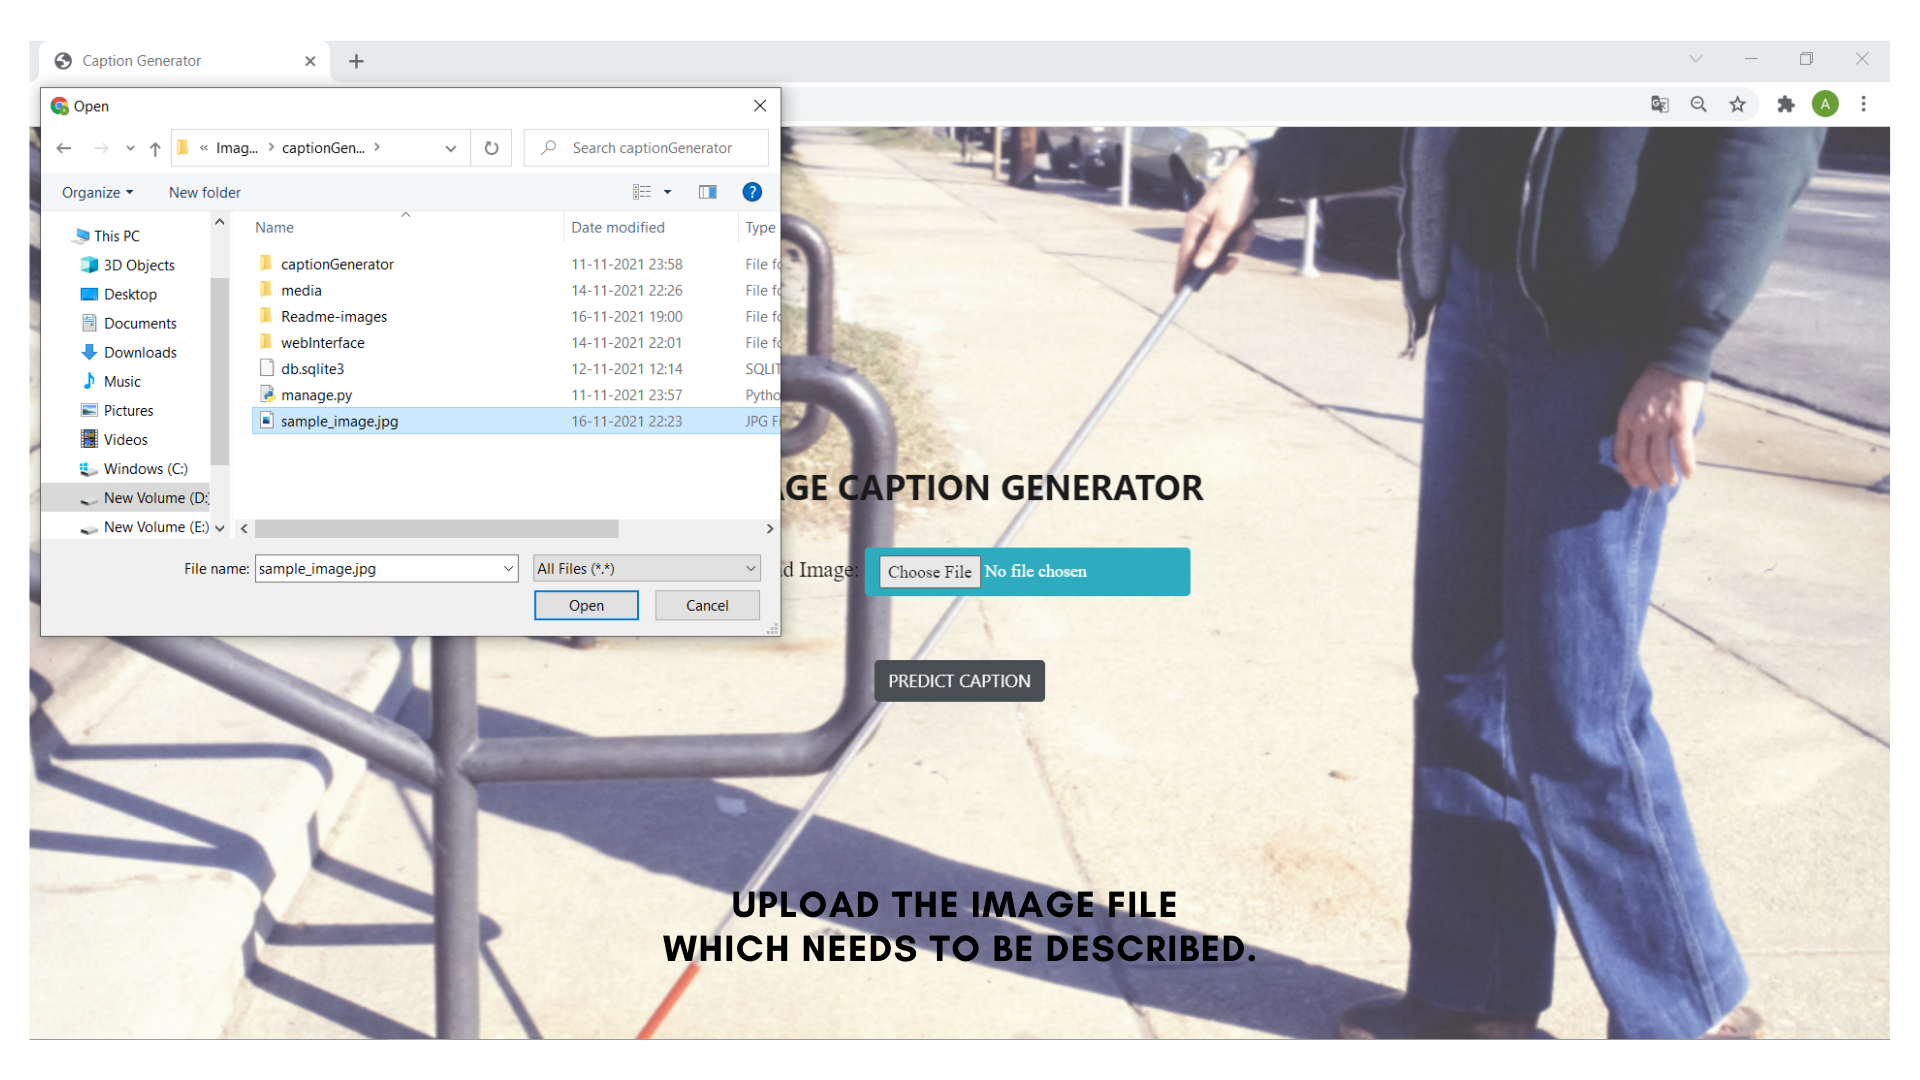 Caption Generator
Open
« Imag... > captionGen... >
Search captionGenerator
A
Organize
New folder
?
Name
Date modified
Type
This PC
3D Objects
Desktop
Documents
Downloads
Music
Pictures
Videos
Windows (C:)
New Volume (D:)
New Volume (E:)
captionGenerator 11-11-2021 23:58 File fo
media 14-11-2021 22:26 File fo
Readme-images 16-11-2021 19:00 File fo
webInterface 14-11-2021 22:01 File fo
db.sqlite3 12-11-2021 12:14 SQLIT
manage.py 11-11-2021 23:57 Pytho
sample_image.jpg 16-11-2021 22:23 JPG Fi
File name: sample_image.jpg
All Files (*.*)
Open
Cancel
GE CAPTION GENERATOR
d Image: Choose File No file chosen
PREDICT CAPTION
UPLOAD THE IMAGE FILE
WHICH NEEDS TO BE DESCRIBED.